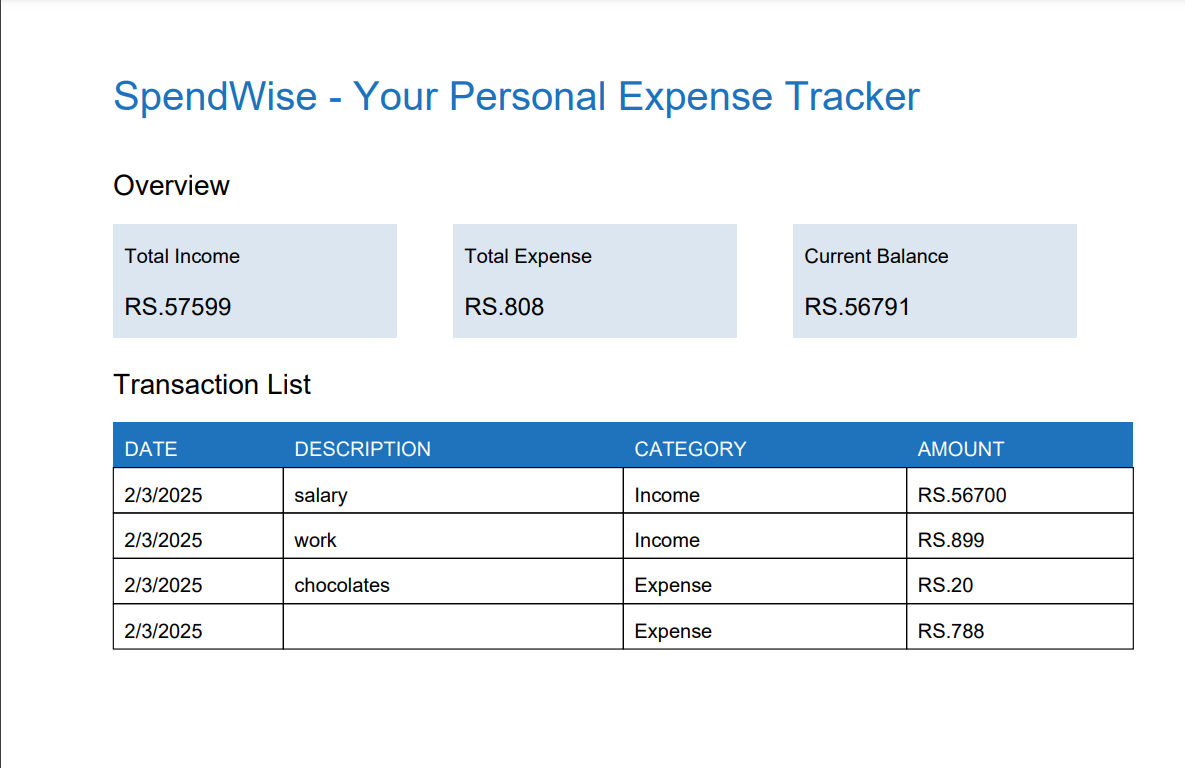 SpendWise - Your Personal Expense Tracker
Overview
Total Income Total Expense Current Balance
RS.57599 RS.808 RS.56791
Transaction List
DATE DESCRIPTION CATEGORY AMOUNT
2/3/2025 salary Income RS.56700
2/3/2025 work Income RS.899
2/3/2025 chocolates Expense RS.20
2/3/2025 Expense RS.788